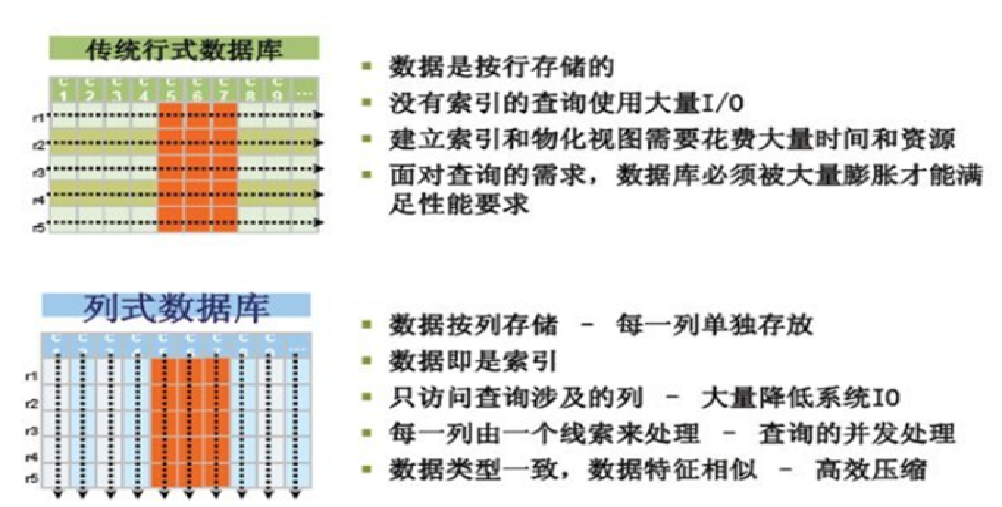 传统行式数据库
c1 c2 c3 c4 c5 c6 c7 c8 c9 ...
r1
r2
r3
r4
r5
数据是按行存储的
没有索引的查询使用大量I/O
建立索引和物化视图需要花费大量时间和资源
面对查询的需求，数据库必须被大量膨胀才能满
足性能要求
列式数据库
r1
r2
r3
r4
r5
数据按列存储 - 每一列单独存放
数据即是索引
只访问查询涉及的列 - 大量降低系统IO
每一列由一个线索来处理 - 查询的并发处理
数据类型一致，数据特征相似 - 高效压缩